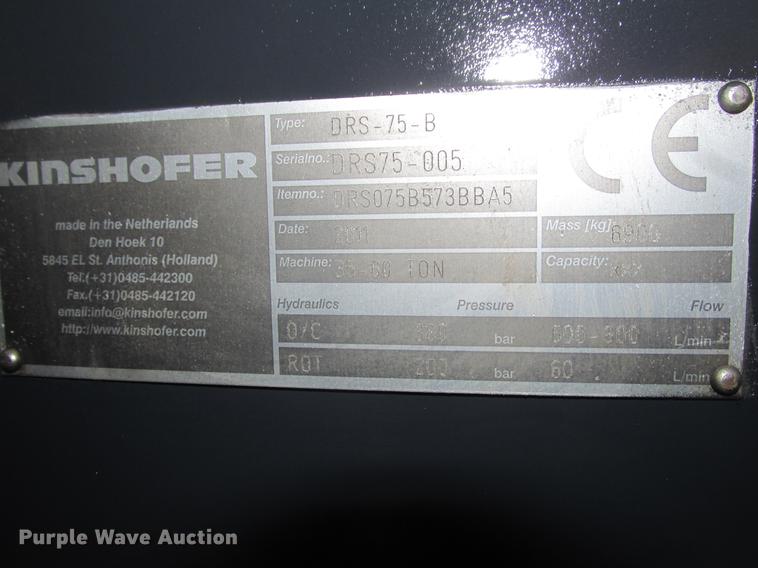 KINSHOFER
made in the Netherlands
Den Hoek 10
5845 EL St. Anthonis (Holland)
Tel:(+31)0485-442300
Fax.(+31)0485-442120
email:info@kinshofer.com
http://www.kinshofer.com
Type: DRS-75-B
Serialno.: DRS75-005
Itemno.: DRS075B573BBA5
Date: 2011
Mass [kg]: 6900
Machine: 35-60 TON
Capacity:
Hydraulics Pressure Flow
O/C bar L/min
ROT 200 bar 60 L/min
CE
Purple Wave Auction